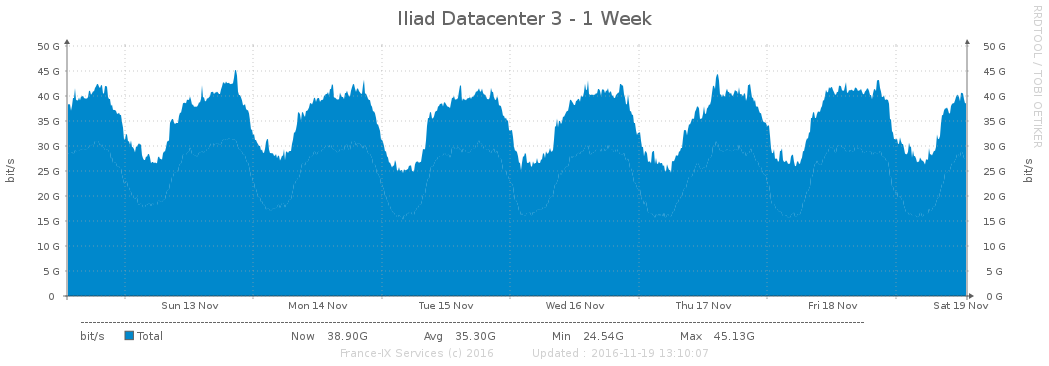 Iliad Datacenter 3 - 1 Week
RRDTOOL / TOBI OETIKER
50 G 50 G
45 G 45 G
40 G 40 G
35 G 35 G
30 G 30 G
25 G 25 G
20 G 20 G
15 G 15 G
10 G 10 G
5 G 5 G
0 0 G
bit/s bit/s
Sun 13 Nov Mon 14 Nov Tue 15 Nov Wed 16 Nov Thu 17 Nov Fri 18 Nov Sat 19 Nov
bit/s Total Now 38.90G Avg 35.30G Min 24.54G Max 45.13G
France-IX Services (c) 2016 Updated : 2016-11-19 13:10:07